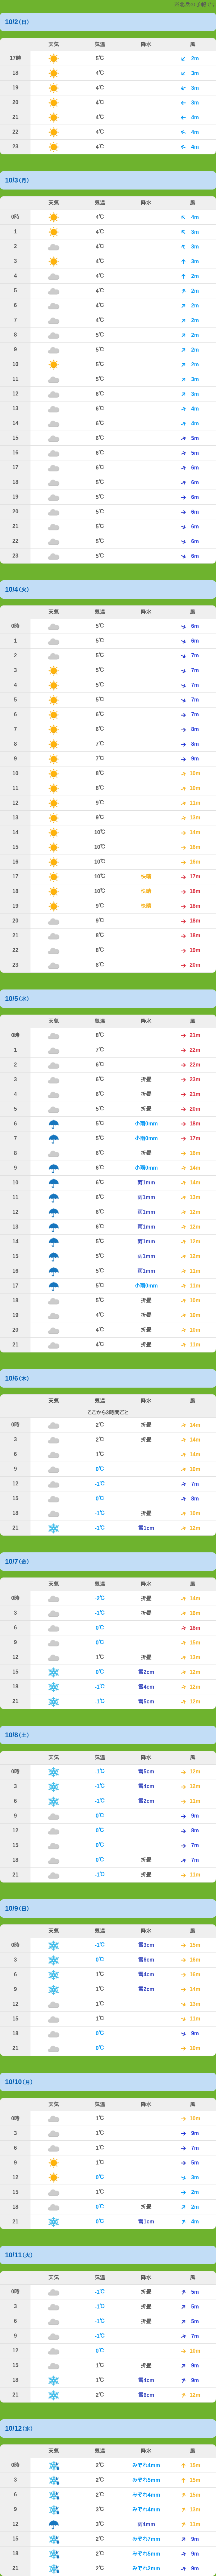 ※北岳の予報です
10/2(日)
天気 気温 降水 風
17時 5℃ 2m
18 4℃ 3m
19 4℃ 3m
20 4℃ 3m
21 4℃ 4m
22 4℃ 4m
23 4℃ 4m
10/3(月)
天気 気温 降水 風
0時 4℃ 4m
1 4℃ 3m
2 4℃ 3m
3 4℃ 3m
4 4℃ 2m
5 4℃ 2m
6 4℃ 2m
7 4℃ 2m
8 5℃ 2m
9 5℃ 2m
10 5℃ 2m
11 5℃ 3m
12 6℃ 3m
13 6℃ 4m
14 6℃ 4m
15 6℃ 5m
16 6℃ 5m
17 6℃ 6m
18 5℃ 6m
19 5℃ 6m
20 5℃ 6m
21 5℃ 6m
22 5℃ 6m
23 5℃ 6m
10/4(火)
天気 気温 降水 風
0時 5℃ 6m
1 5℃ 6m
2 5℃ 7m
3 5℃ 7m
4 5℃ 7m
5 5℃ 7m
6 6℃ 7m
7 6℃ 8m
8 7℃ 8m
9 7℃ 9m
10 8℃ 10m
11 8℃ 10m
12 9℃ 11m
13 9℃ 13m
14 10℃ 14m
15 10℃ 16m
16 10℃ 16m
17 10℃ 17m
18 10℃ 18m
19 9℃ 18m
20 9℃ 18m
21 8℃ 18m
22 8℃ 19m
23 8℃ 20m
10/5(水)
天気 気温 降水 風
0時 8℃ 21m
1 7℃ 22m
2 6℃ 22m
3 6℃ 折畳 23m
4 6℃ 折畳 21m
5 5℃ 折畳 20m
6 5℃ 小雨0mm 18m
7 5℃ 小雨0mm 17m
8 6℃ 折畳 16m
9 6℃ 小雨0mm 14m
10 6℃ 雨1mm 14m
11 6℃ 雨1mm 13m
12 6℃ 雨1mm 12m
13 6℃ 雨1mm 12m
14 5℃ 雨1mm 12m
15 5℃ 雨1mm 12m
16 5℃ 雨1mm 11m
17 5℃ 小雨0mm 11m
18 5℃ 折畳 10m
19 4℃ 折畳 10m
20 4℃ 折畳 10m
21 4℃ 折畳 11m
10/6(木)
天気 気温 降水 風
ここから3時間ごと
0時 2℃ 折畳 14m
3 2℃ 折畳 14m
6 1℃ 14m
9 0℃ 10m
12 -1℃ 7m
15 0℃ 8m
18 -1℃ 折畳 10m
21 -1℃ 雪1cm 12m
10/7(金)
天気 気温 降水 風
0時 -2℃ 折畳 14m
3 -1℃ 折畳 16m
6 0℃ 18m
9 0℃ 15m
12 1℃ 折畳 13m
15 0℃ 雪2cm 12m
18 -1℃ 雪4cm 12m
21 -1℃ 雪5cm 12m
10/8(土)
天気 気温 降水 風
0時 -1℃ 雪5cm 12m
3 -1℃ 雪4cm 12m
6 -1℃ 雪2cm 11m
9 0℃ 9m
12 0℃ 8m
15 0℃ 7m
18 0℃ 折畳 7m
21 -1℃ 折畳 11m
10/9(日)
天気 気温 降水 風
0時 -1℃ 雪3cm 15m
3 0℃ 雪6cm 16m
6 1℃ 雪4cm 16m
9 1℃ 雪2cm 14m
12 1℃ 13m
15 1℃ 11m
18 0℃ 9m
21 0℃ 10m
10/10(月)
天気 気温 降水 風
0時 1℃ 10m
3 1℃ 9m
6 1℃ 7m
9 1℃ 5m
12 0℃ 3m
15 1℃ 2m
18 0℃ 折畳 2m
21 0℃ 雪1cm 4m
10/11(火)
天気 気温 降水 風
0時 -1℃ 折畳 5m
3 -1℃ 折畳 5m
6 -1℃ 折畳 5m
9 0℃ 7m
12 0℃ 10m
15 1℃ 折畳 9m
18 1℃ 雪4cm 9m
21 2℃ 雪6cm 12m
10/12(水)
天気 気温 降水 風
0時 2℃ みぞれ4mm 15m
3 2℃ みぞれ5mm 15m
6 2℃ みぞれ4mm 15m
9 3℃ みぞれ4mm 13m
12 3℃ 雨4mm 11m
15 2℃ みぞれ7mm 9m
18 2℃ みぞれ5mm 9m
21 2℃ みぞれ2mm 9m